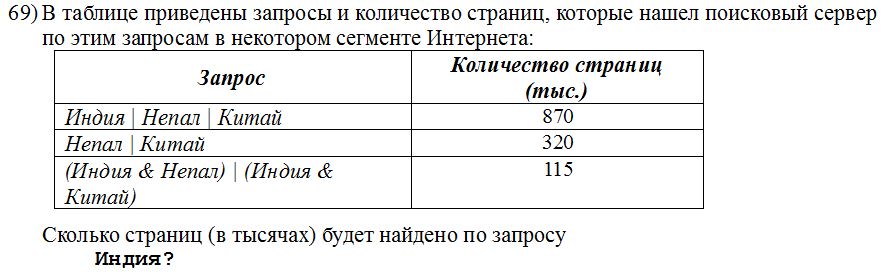 69) В таблице приведены запросы и количество страниц, которые нашел поисковый сервер
по этим запросам в некотором сегменте Интернета:
Запрос
Количество страниц
(тыс.)
Индия | Непал | Китай
870
Непал | Китай
320
(Индия & Непал) | (Индия &
Китай)
115
Сколько страниц (в тысячах) будет найдено по запросу
Индия?